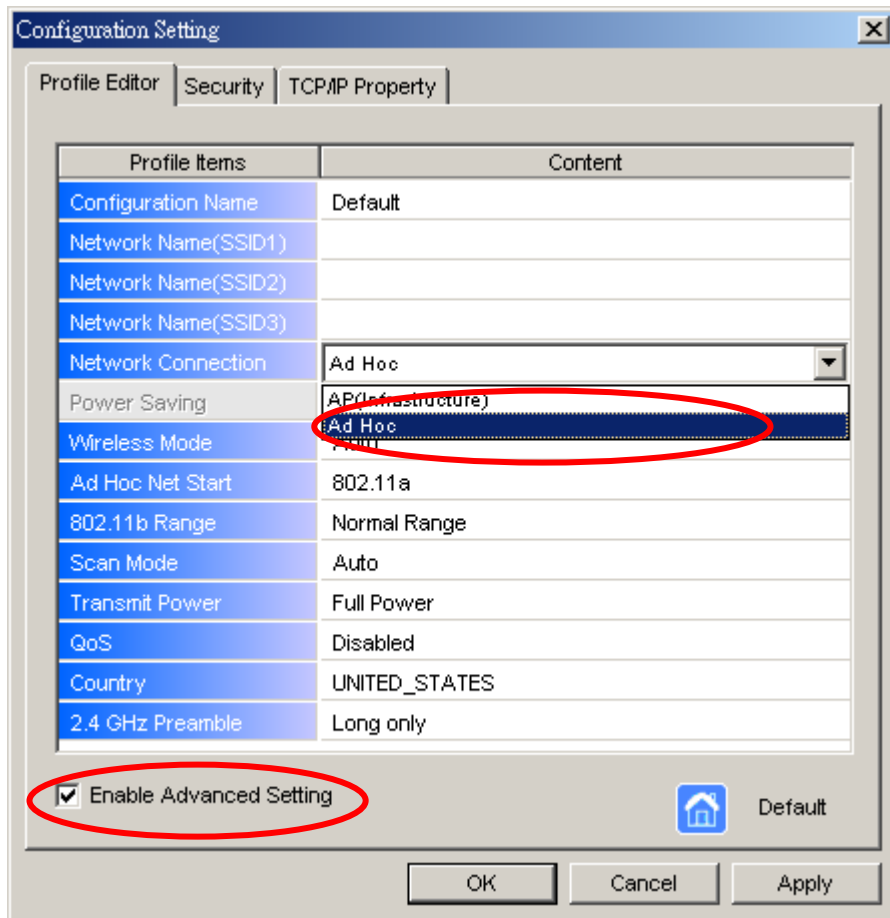 Configuration Setting
Profile Editor Security TCP/IP Property
Profile Items Content
Configuration Name Default
Network Name(SSID1)
Network Name(SSID2)
Network Name(SSID3)
Network Connection Ad Hoc
AP(Infrastructure)
Power Saving
Ad Hoc
Wireless Mode Auto
Ad Hoc Net Start 802.11a
802.11b Range Normal Range
Scan Mode Auto
Transmit Power Full Power
QoS Disabled
Country UNITED_STATES
2.4 GHz Preamble Long only
Enable Advanced Setting Default
OK Cancel Apply